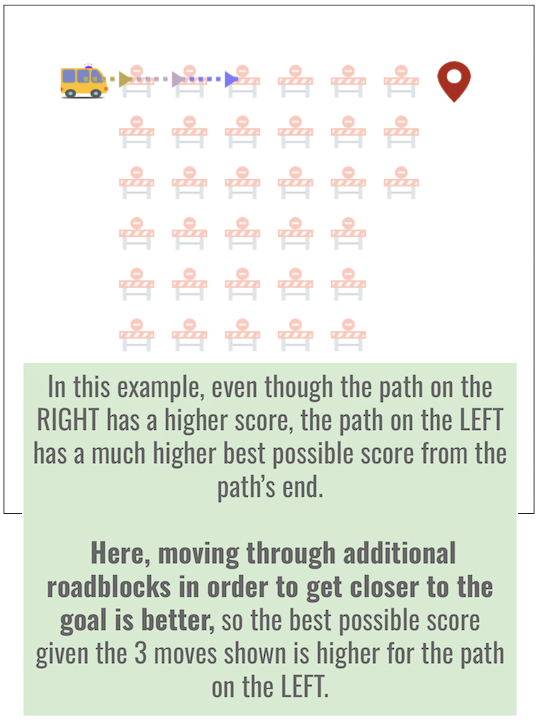 In this example, even though the path on the
RIGHT has a higher score, the path on the LEFT
has a much higher best possible score from the
path's end.
Here, moving through additional
roadblocks in order to get closer to the
goal is better, so the best possible score
given the 3 moves shown is higher for the path
on the LEFT.